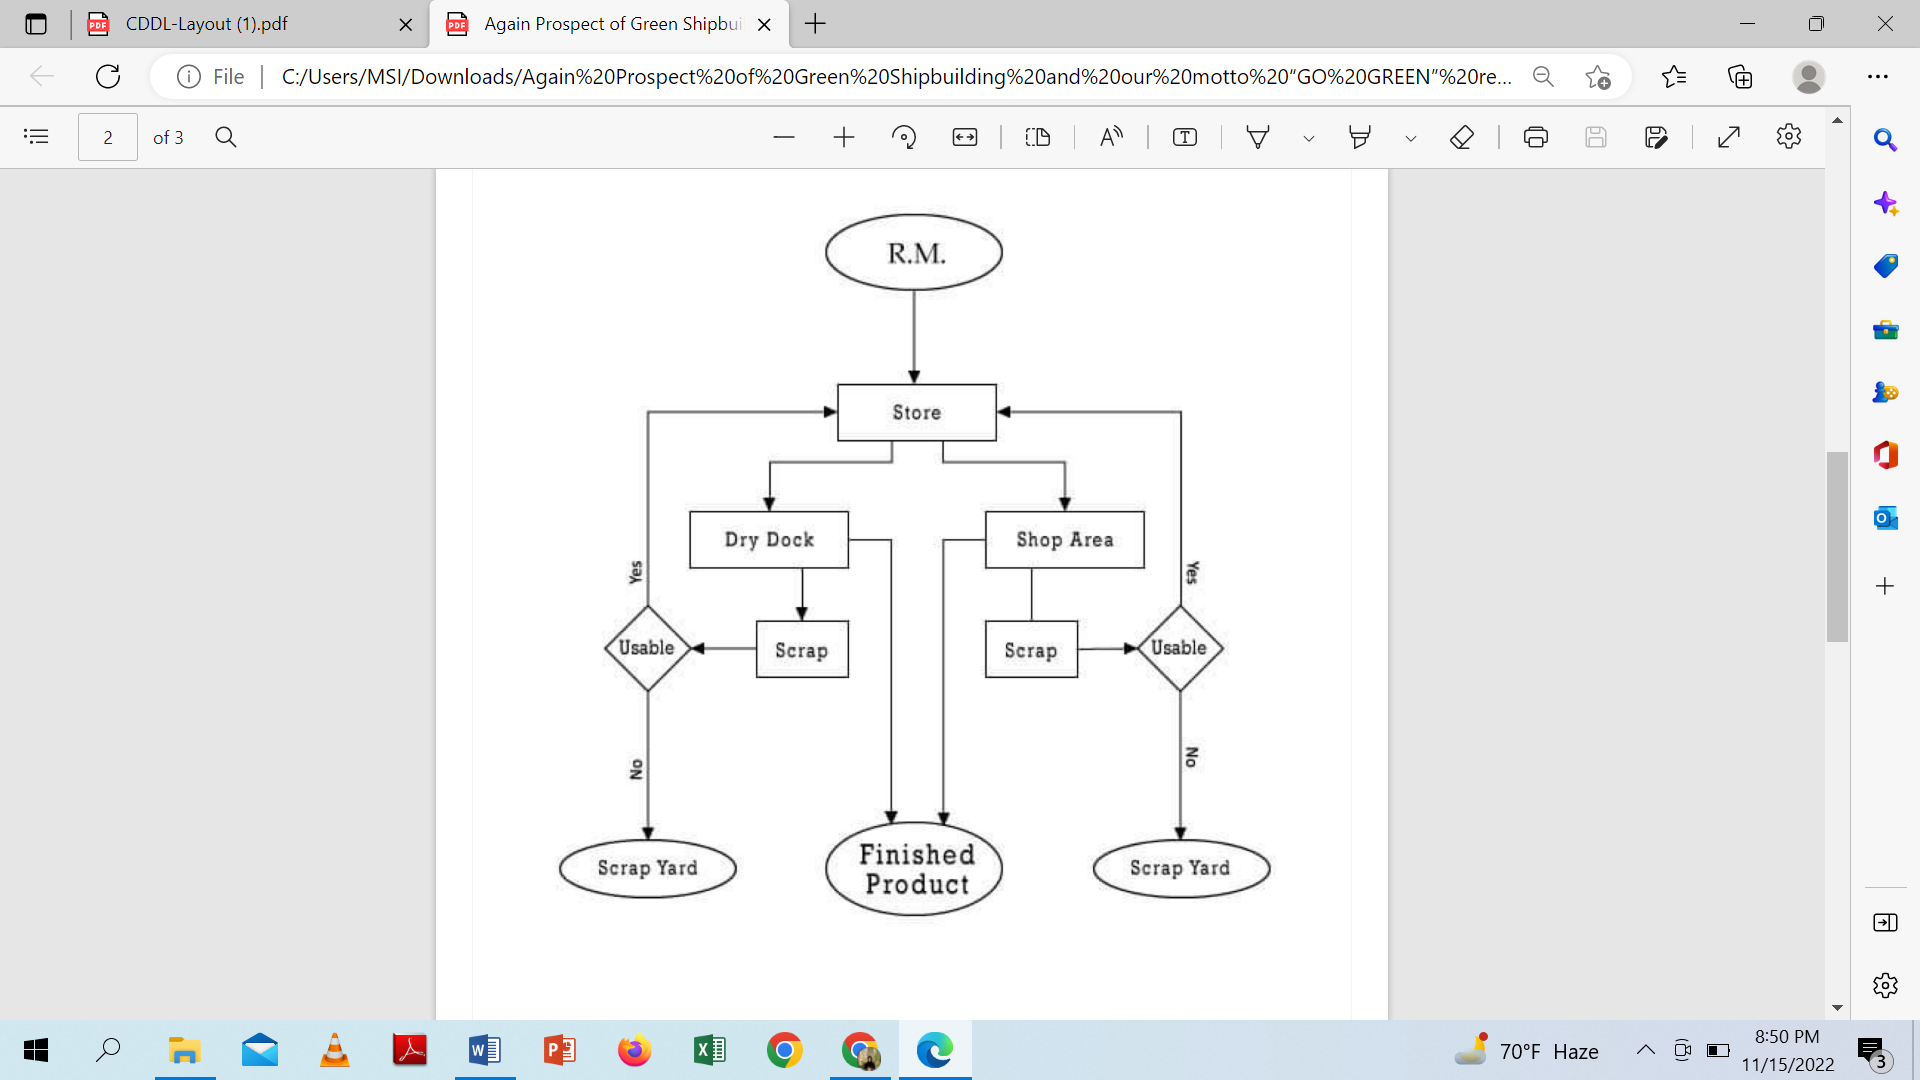 CDDL-Layout (1).pdf
Again Prospect of Green Shipbui
File
C:/Users/MSI/Downloads/Again%20Prospect%20of%20Green%20Shipbuilding%20and%20our%20motto%20“GO%20GREEN”%20re...
2 of 3
R.M.
Store
Dry Dock
Shop Area
Yes
Yes
Usable
Scrap
Scrap
Usable
No
No
Scrap Yard
Finished
Product
Scrap Yard
70°F Haze
8:50 PM
11/15/2022
3